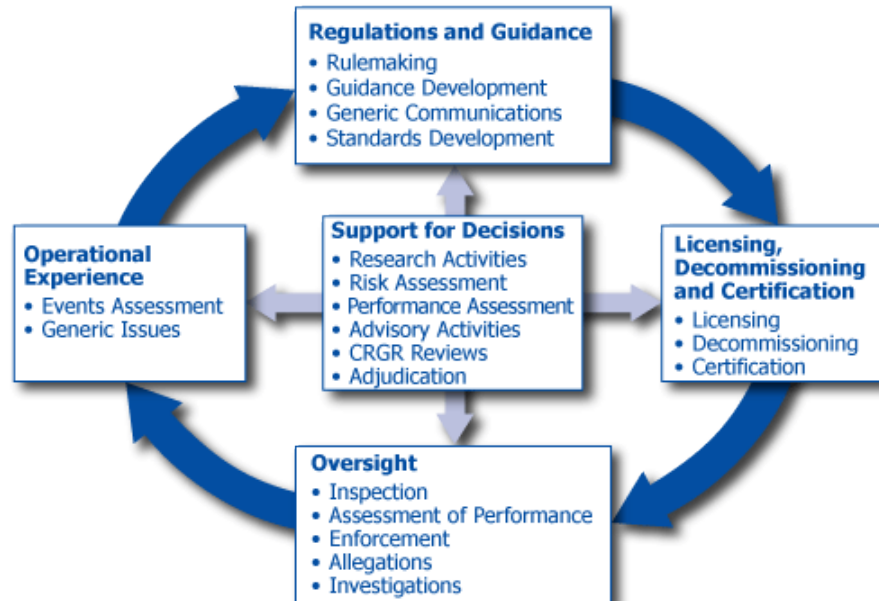 Regulations and Guidance
• Rulemaking
• Guidance Development
• Generic Communications
• Standards Development
Operational
Experience
• Events Assessment
• Generic Issues
Support for Decisions
• Research Activities
• Risk Assessment
• Performance Assessment
• Advisory Activities
• CRGR Reviews
• Adjudication
Licensing,
Decommissioning
and Certification
• Licensing
• Decommissioning
• Certification
Oversight
• Inspection
• Assessment of Performance
• Enforcement
• Allegations
• Investigations